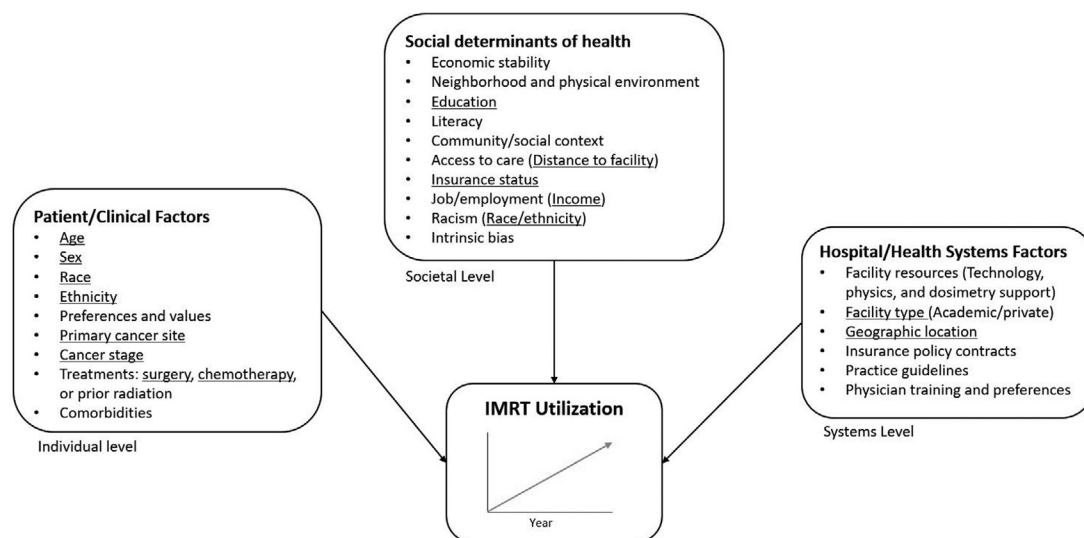 Social determinants of health
• Economic stability
• Neighborhood and physical environment
• Education
• Literacy
• Community/social context
• Access to care (Distance to facility)
• Insurance status
• Job/employment (Income)
• Racism (Race/ethnicity)
• Intrinsic bias
Societal Level
Patient/Clinical Factors
• Age
• Sex
• Race
• Ethnicity
• Preferences and values
• Primary cancer site
• Cancer stage
• Treatments: surgery, chemotherapy,
or prior radiation
• Comorbidities
Individual level
Hospital/Health Systems Factors
• Facility resources (Technology,
physics, and dosimetry support)
• Facility type (Academic/private)
• Geographic location
• Insurance policy contracts
• Practice guidelines
• Physician training and preferences
Systems Level
IMRT Utilization
Year